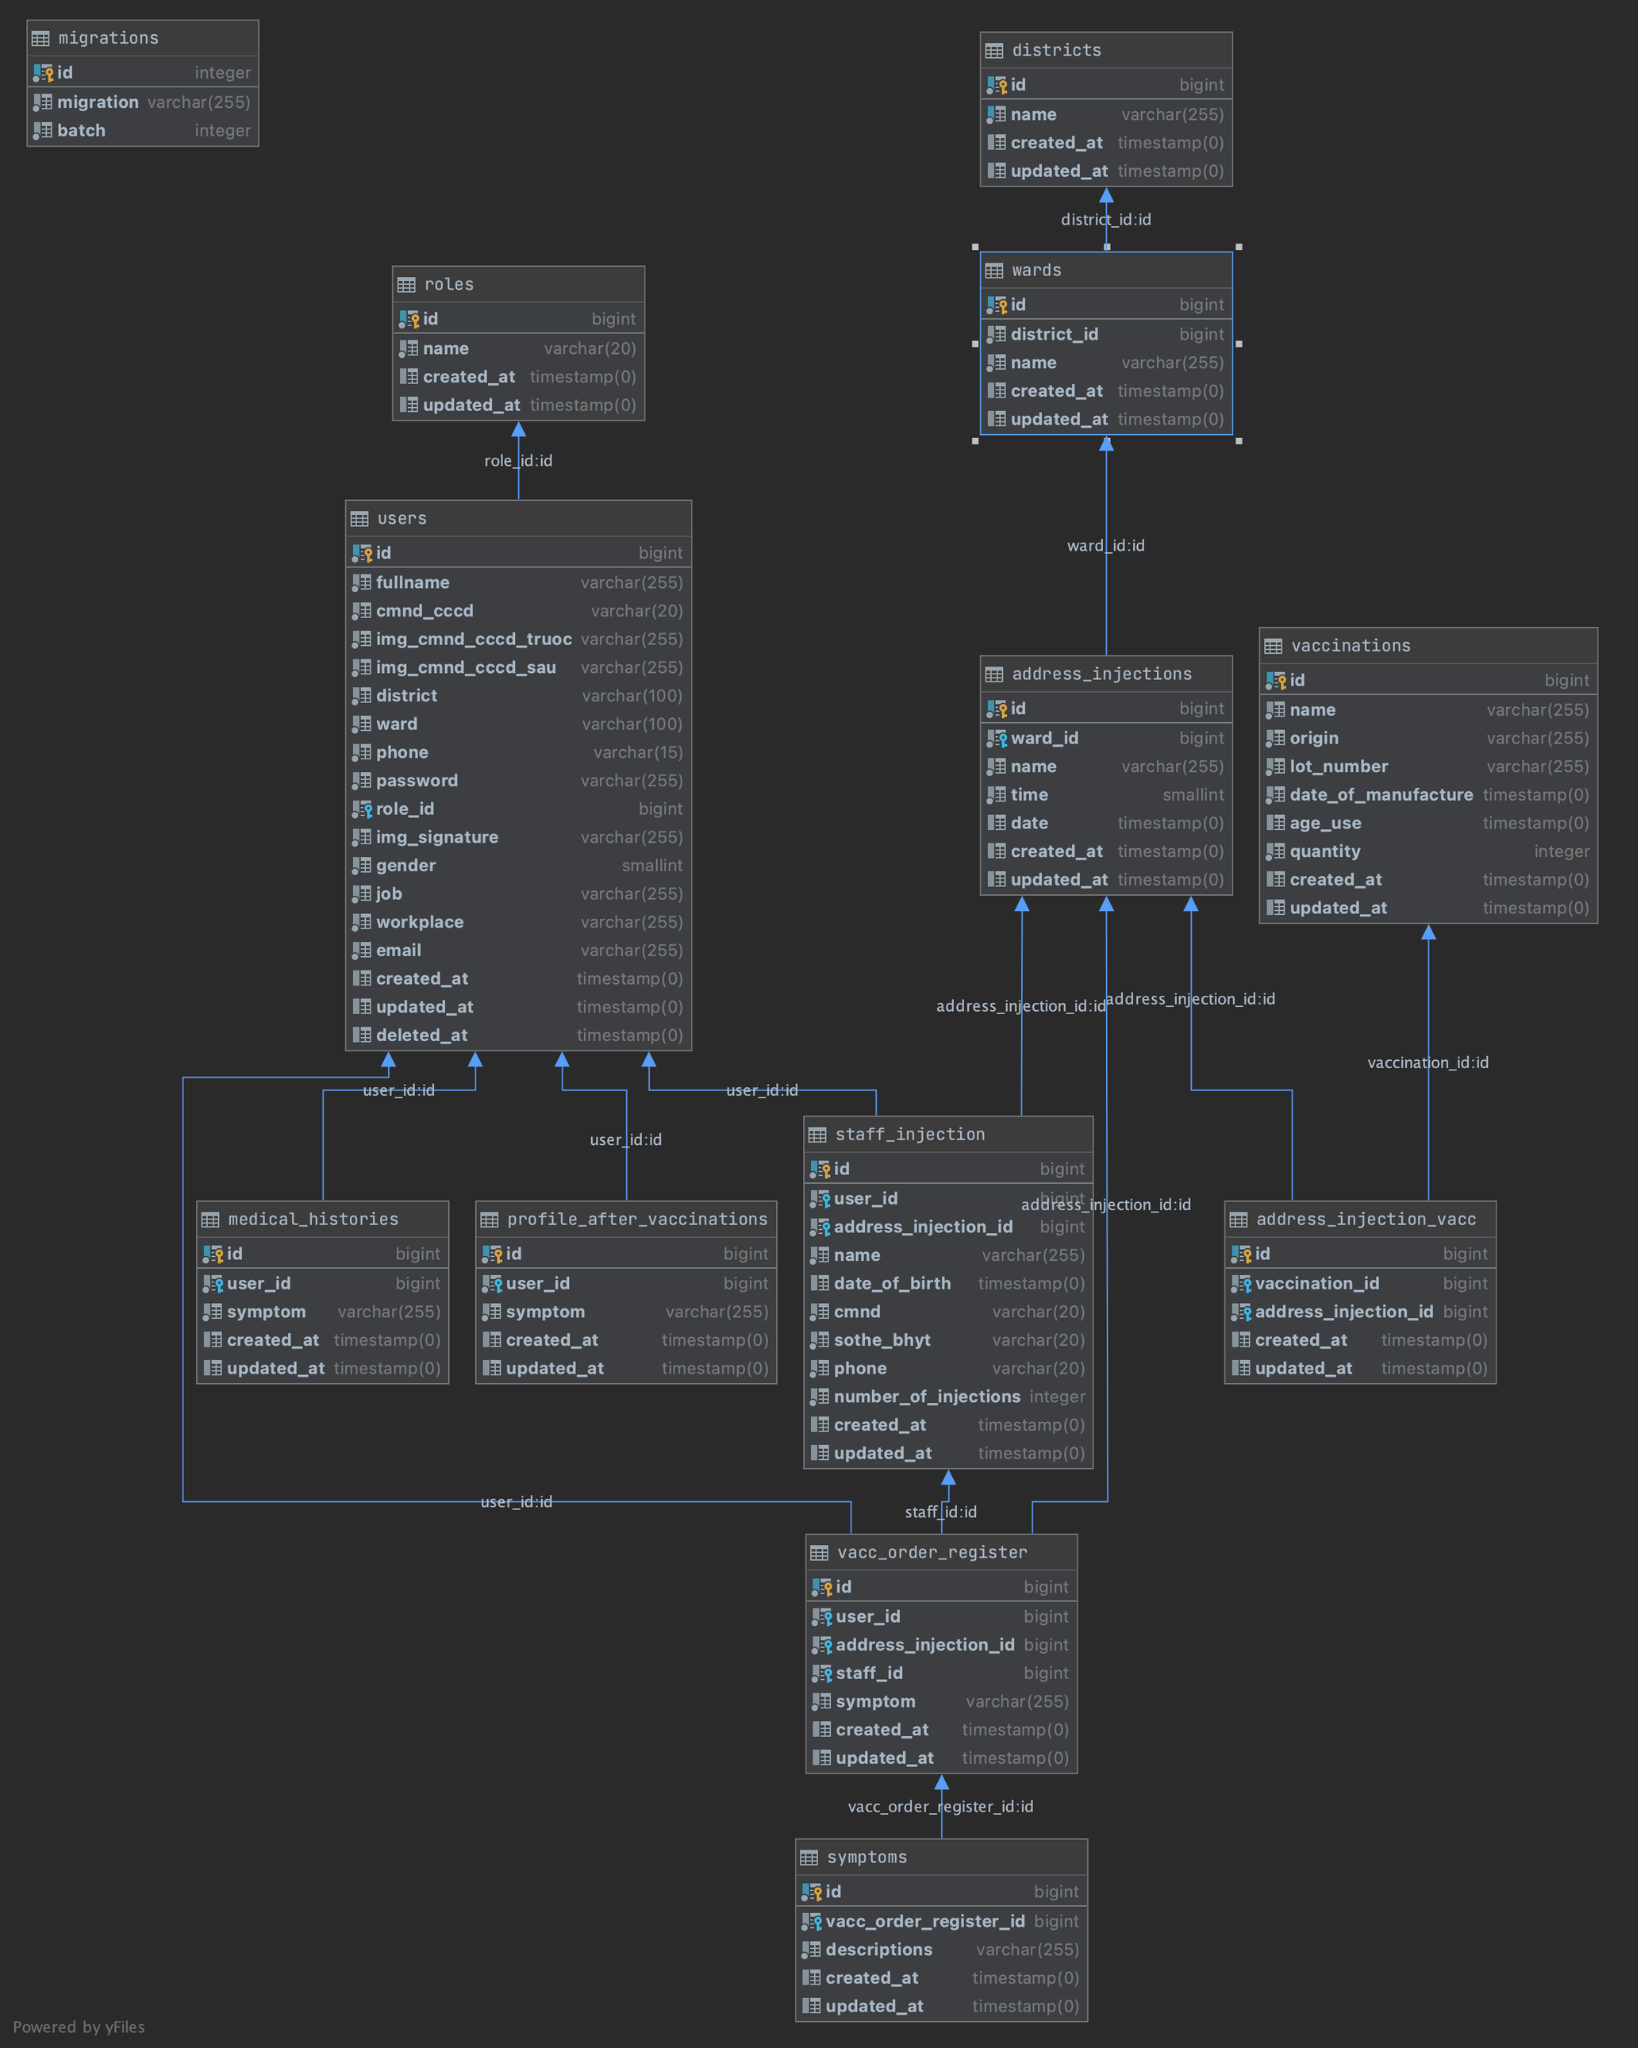 migrations
id integer
migration varchar(255)
batch integer
districts
id bigint
name varchar(255)
created_at timestamp(0)
updated_at timestamp(0)
district_id:id
wards
id bigint
district_id bigint
name varchar(255)
created_at timestamp(0)
updated_at timestamp(0)
roles
id bigint
name varchar(20)
created_at timestamp(0)
updated_at timestamp(0)
role_id:id
ward_id:id
users
id bigint
fullname varchar(255)
cmnd_cccd varchar(20)
img_cmnd_cccd_truoc varchar(255)
img_cmnd_cccd_sau varchar(255)
district varchar(100)
ward varchar(100)
phone varchar(15)
password varchar(255)
role_id bigint
img_signature varchar(255)
gender smallint
job varchar(255)
workplace varchar(255)
email varchar(255)
created_at timestamp(0)
updated_at timestamp(0)
deleted_at timestamp(0)
address_injections
id bigint
ward_id bigint
name varchar(255)
time smallint
date timestamp(0)
created_at timestamp(0)
updated_at timestamp(0)
vaccinations
id bigint
name varchar(255)
origin varchar(255)
lot_number varchar(255)
date_of_manufacture timestamp(0)
age_use timestamp(0)
quantity integer
created_at timestamp(0)
updated_at timestamp(0)
address_injection_id:id
address_injection_id:id
vaccination_id:id
user_id:id
user_id:id
user_id:id
medical_histories
id bigint
user_id bigint
symptom varchar(255)
created_at timestamp(0)
updated_at timestamp(0)
profile_after_vaccinations
id bigint
user_id bigint
symptom varchar(255)
created_at timestamp(0)
updated_at timestamp(0)
staff_injection
id bigint
user_id bigint
address_injection_id bigint
name varchar(255)
date_of_birth timestamp(0)
cmnd varchar(20)
sothe_bhyt varchar(20)
phone varchar(20)
number_of_injections integer
created_at timestamp(0)
updated_at timestamp(0)
address_injection_id:id
address_injection_vacc
id bigint
vaccination_id bigint
address_injection_id bigint
created_at timestamp(0)
updated_at timestamp(0)
user_id:id
staff_id:id
vacc_order_register
id bigint
user_id bigint
address_injection_id bigint
staff_id bigint
symptom varchar(255)
created_at timestamp(0)
updated_at timestamp(0)
vacc_order_register_id:id
symptoms
id bigint
vacc_order_register_id bigint
descriptions varchar(255)
created_at timestamp(0)
updated_at timestamp(0)
Powered by yFiles